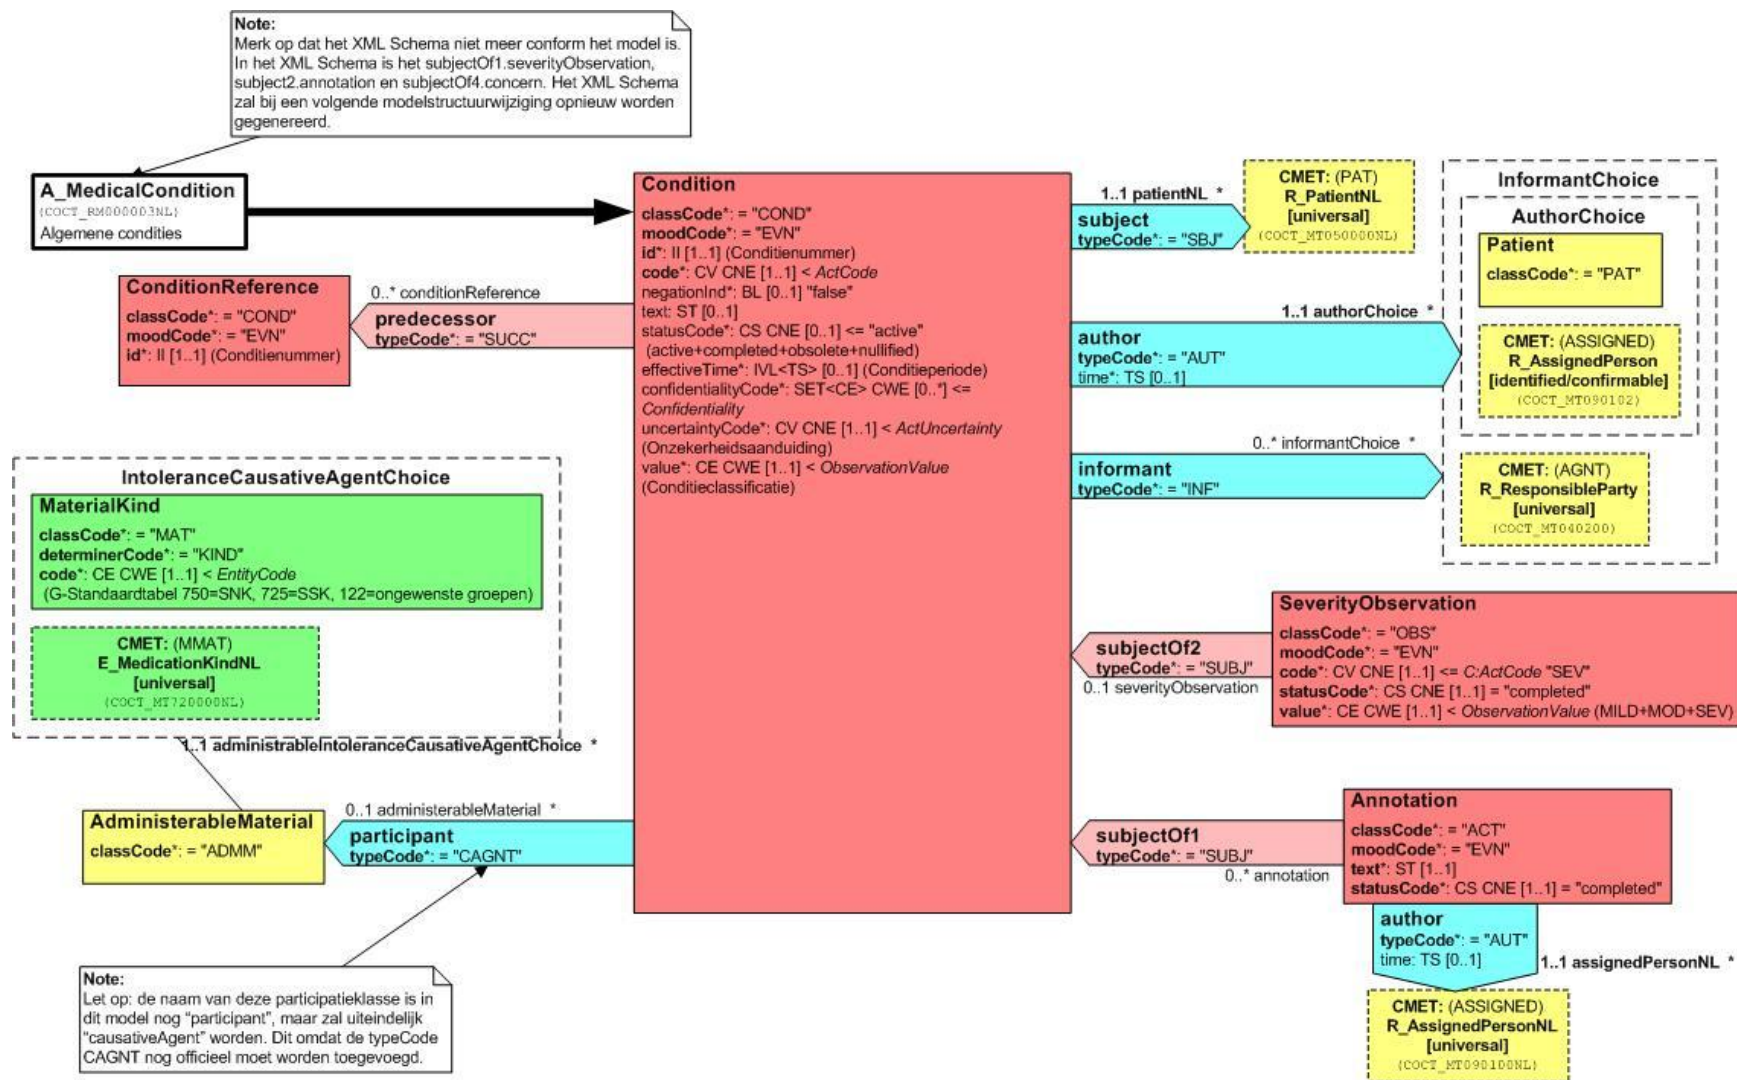 Note:
Merk op dat het XML Schema niet meer conform het model is.
In het XML Schema is het subjectOf1.severityObservation,
subject2.annotation en subjectOf4.concern. Het XML Schema
zal bij een volgende modelstructuurwijziging opnieuw worden
gegenereerd.
A_MedicalCondition
(COCT_RM000003NL)
Algemene condities
Condition
classCode*: = "COND"
moodCode*: = "EVN"
id*: II [1..1] (Conditienummer)
code*: CV CNE [1..1] < ActCode
negationInd*: BL [0..1] "false"
text: ST [0..1]
statusCode*: CS CNE [0..1] <= "active"
(active+completed+obsolete+nullified)
effectiveTime*: IVL<TS> [0..1] (Conditieperiode)
confidentialityCode*: SET<CE> CWE [0..*] <=
Confidentiality
uncertaintyCode*: CV CNE [1..1] < ActUncertainty
(Onzekerheidsaanduiding)
value*: CE CWE [1..1] < ObservationValue
(Conditieclassificatie)
ConditionReference
classCode*: = "COND"
moodCode*: = "EVN"
id*: II [1..1] (Conditienummer)
0..* conditionReference
predecessor
typeCode*: = "SUCC"
1..1 patientNL *
subject
typeCode*: = "SBJ"
CMET: (PAT)
R_PatientNL
[universal]
(COCT_MT050000NL)
InformantChoice
AuthorChoice
Patient
classCode*: = "PAT"
1..1 authorChoice *
author
typeCode*: = "AUT"
time*: TS [0..1]
CMET: (ASSIGNED)
R_AssignedPerson
[identified/confirmable]
(COCT_MT090102)
0..* informantChoice *
informant
typeCode*: = "INF"
CMET: (AGNT)
R_ResponsibleParty
[universal]
(COCT_MT040200)
IntoleranceCausativeAgentChoice
MaterialKind
classCode*: = "MAT"
determinerCode*: = "KIND"
code*: CE CWE [1..1] < EntityCode
(G-Standaardtabel 750=SNK, 725=SSK, 122=ongewenste groepen)
CMET: (MMAT)
E_MedicationKindNL
[universal]
(COCT_MT720000NL)
1..1 administrableIntoleranceCausativeAgentChoice *
AdministerableMaterial
classCode*: = "ADMM"
0..1 administerableMaterial *
participant
typeCode*: = "CAGNT"
SeverityObservation
classCode*: = "OBS"
moodCode*: = "EVN"
code*: CV CNE [1..1] <= C:ActCode "SEV"
statusCode*: CS CNE [1..1] = "completed"
value*: CE CWE [1..1] < ObservationValue (MILD+MOD+SEV)
subjectOf2
typeCode*: = "SUBJ"
0..1 severityObservation
Annotation
classCode*: = "ACT"
moodCode*: = "EVN"
text*: ST [1..1]
statusCode*: CS CNE [1..1] = "completed"
subjectOf1
typeCode*: = "SUBJ"
0..* annotation
author
typeCode*: = "AUT"
time: TS [0..1]
1..1 assignedPersonNL *
CMET: (ASSIGNED)
R_AssignedPersonNL
[universal]
(COCT_MT090100NL)
Note:
Let op: de naam van deze participatieklasse is in
dit model nog "participant", maar zal uiteindelijk
"causativeAgent" worden. Dit omdat de typeCode
CAGNT nog officieel moet worden toegevoegd.